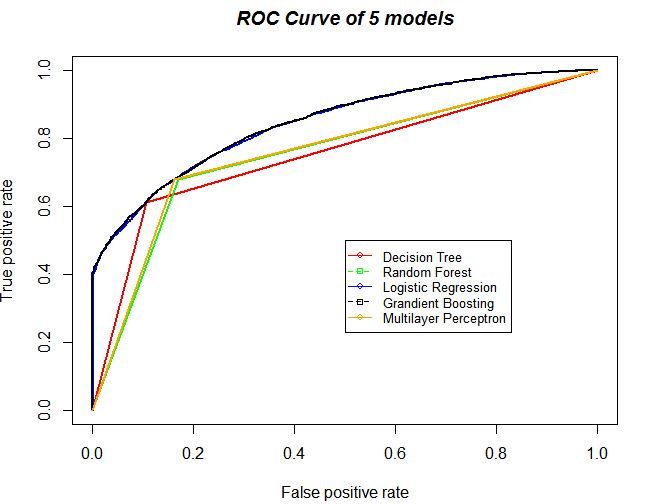 ROC Curve of 5 models
True positive rate
1.0
0.8
0.6
0.4
0.2
0.0
Decision Tree
Random Forest
Logistic Regression
Grandient Boosting
Multilayer Perceptron
0.0 0.2 0.4 0.6 0.8 1.0
False positive rate